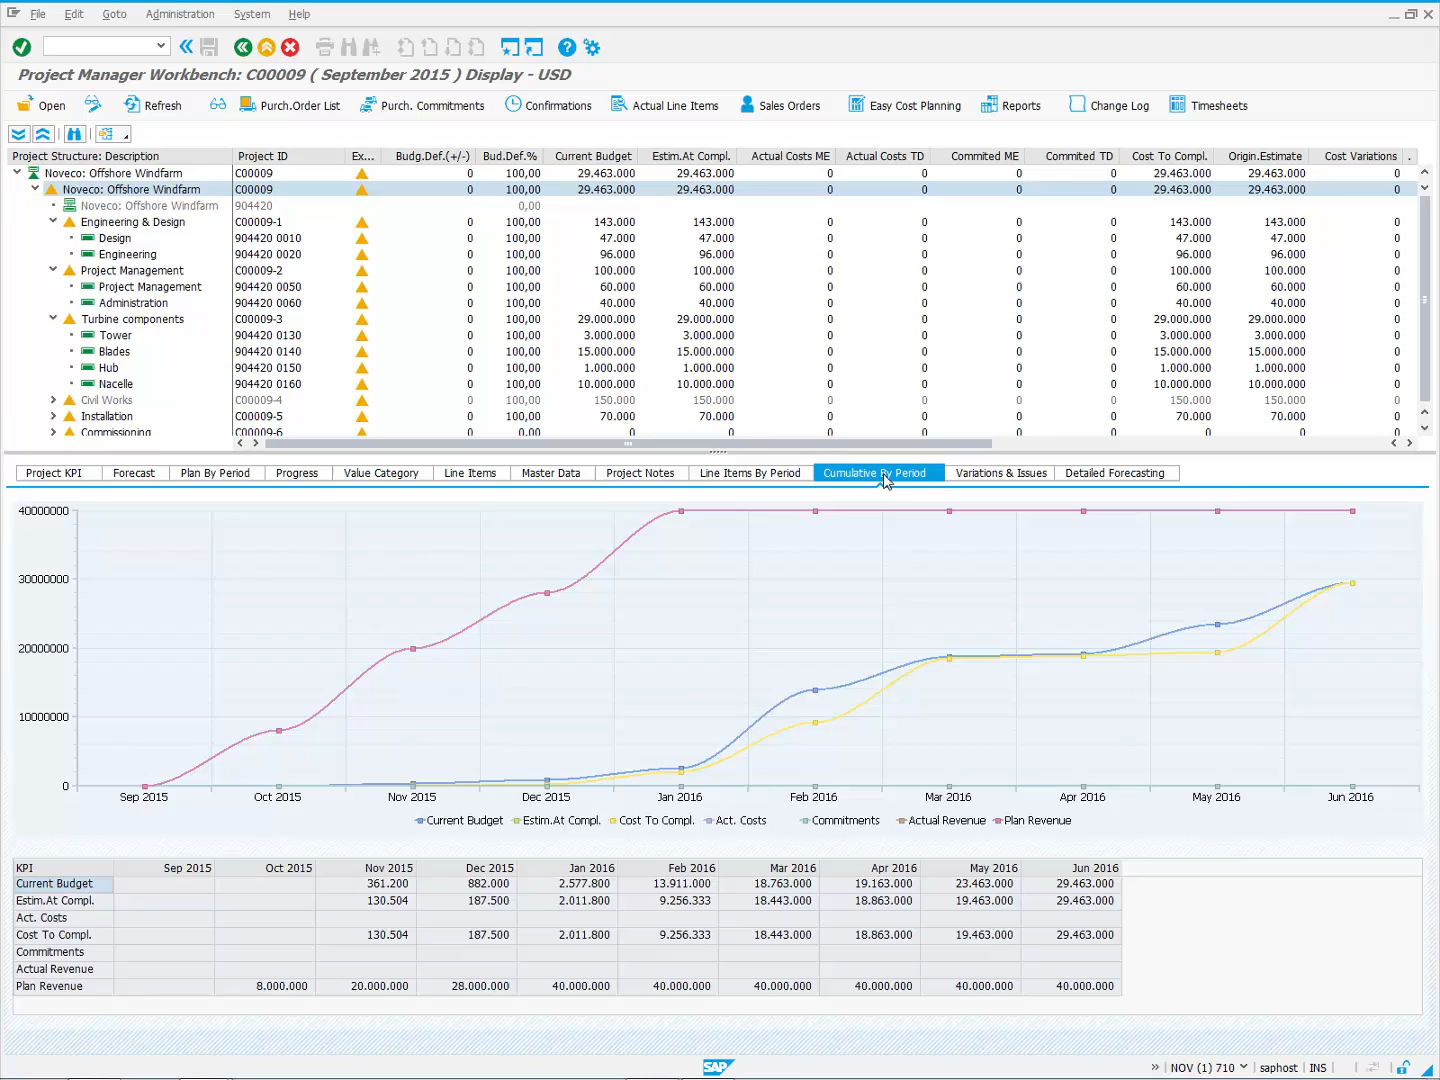 File Edit Goto Administration System Help
Project Manager Workbench: C00009 ( September 2015 ) Display - USD
Open Refresh Purch.Order List Purch. Commitments Confirmations Actual Line Items Sales Orders Easy Cost Planning Reports Change Log Timesheets
Project Structure: Description Project ID Ex... Budg.Def.(+/-) Bud.Def.% Current Budget Estim.At Compl. Actual Costs ME Actual Costs TD Commited ME Commited TD Cost To Compl. Origin.Estimate Cost Variations .
Noveco: Offshore Windfarm C00009 0 100,00 29.463.000 29.463.000 0 0 0 0 29.463.000 29.463.000 0
Noveco: Offshore Windfarm C00009 0 100,00 29.463.000 29.463.000 0 0 0 0 29.463.000 29.463.000 0
Noveco: Offshore Windfarm 904420 0,00
Engineering & Design C00009-1 0 100,00 143.000 143.000 0 0 0 0 143.000 143.000 0
Design 904420 0010 0 100,00 47.000 47.000 0 0 0 0 47.000 47.000 0
Engineering 904420 0020 0 100,00 96.000 96.000 0 0 0 0 96.000 96.000 0
Project Management C00009-2 0 100,00 100.000 100.000 0 0 0 0 100.000 100.000 0
Project Management 904420 0050 0 100,00 60.000 60.000 0 0 0 0 60.000 60.000 0
Administration 904420 0060 0 100,00 40.000 40.000 0 0 0 0 40.000 40.000 0
Turbine components C00009-3 0 100,00 29.000.000 29.000.000 0 0 0 0 29.000.000 29.000.000 0
Tower 904420 0130 0 100,00 3.000.000 3.000.000 0 0 0 0 3.000.000 3.000.000 0
Blades 904420 0140 0 100,00 15.000.000 15.000.000 0 0 0 0 15.000.000 15.000.000 0
Hub 904420 0150 0 100,00 1.000.000 1.000.000 0 0 0 0 1.000.000 1.000.000 0
Nacelle 904420 0160 0 100,00 10.000.000 10.000.000 0 0 0 0 10.000.000 10.000.000 0
Civil Works C00009-4 0 100,00 150.000 150.000 0 0 0 0 150.000 150.000 0
Installation C00009-5 0 100,00 70.000 70.000 0 0 0 0 70.000 70.000 0
Commissioning C00009-6 0 0,00 0 0 0 0 0 0 0 0 0
Project KPI Forecast Plan By Period Progress Value Category Line Items Master Data Project Notes Line Items By Period Cumulative By Period Variations & Issues Detailed Forecasting
40000000
30000000
20000000
10000000
0
Sep 2015 Oct 2015 Nov 2015 Dec 2015 Jan 2016 Feb 2016 Mar 2016 Apr 2016 May 2016 Jun 2016
Current Budget Estim.At Compl. Cost To Compl. Act. Costs Commitments Actual Revenue Plan Revenue
KPI Sep 2015 Oct 2015 Nov 2015 Dec 2015 Jan 2016 Feb 2016 Mar 2016 Apr 2016 May 2016 Jun 2016
Current Budget 361.200 882.000 2.577.800 13.911.000 18.763.000 19.163.000 23.463.000 29.463.000
Estim.At Compl. 130.504 187.500 2.011.800 9.256.333 18.443.000 18.863.000 19.463.000 29.463.000
Act. Costs
Cost To Compl. 130.504 187.500 2.011.800 9.256.333 18.443.000 18.863.000 19.463.000 29.463.000
Commitments
Actual Revenue
Plan Revenue 8.000.000 20.000.000 28.000.000 40.000.000 40.000.000 40.000.000 40.000.000 40.000.000 40.000.000
SAP
NOV (1) 710 saphost INS